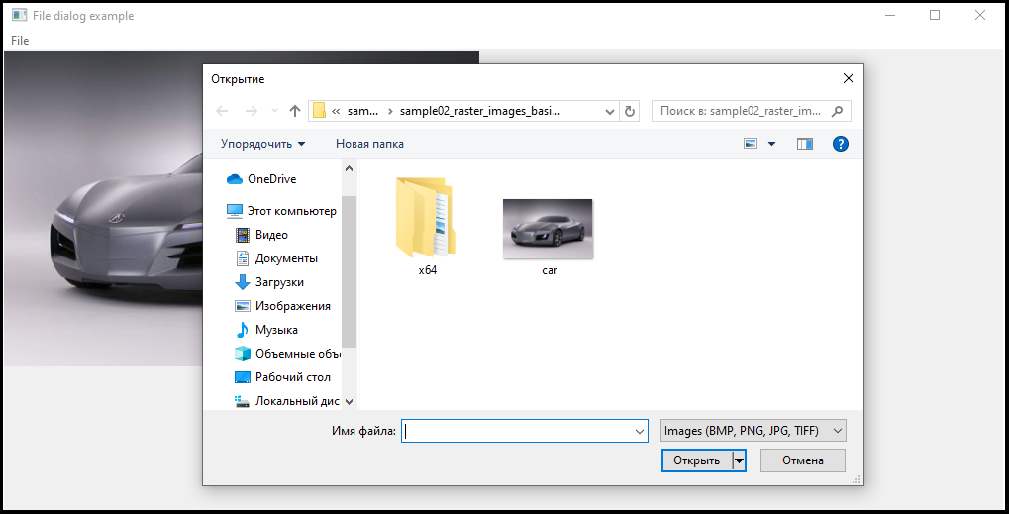 File dialog example
File
Открытие
sam... sample02_raster_images_basi...
Поиск в: sample02_raster_im...
Упорядочить Новая папка
OneDrive
Этот компьютер
Видео
Документы
Загрузки
Изображения
Музыка
Объемные объ
Рабочий стол
Локальный дис
x64
car
Имя файла:
Images (BMP, PNG, JPG, TIFF)
Открыть Отмена